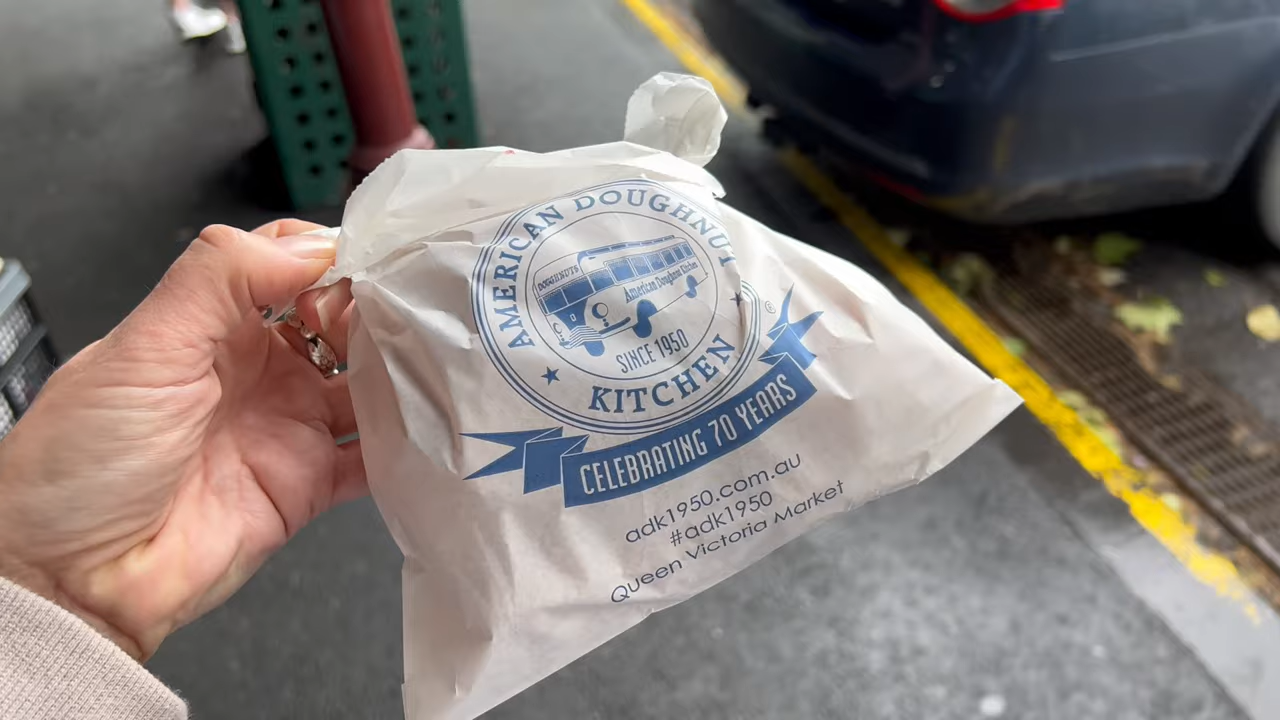 AMERICAN DOUGHNUT
DOUGHNUTS
American Doughnut Kitchen
SINCE 1950
KITCHEN
®
CELEBRATING 70 YEARS
adk1950.com.au
#adk1950
Queen Victoria Market